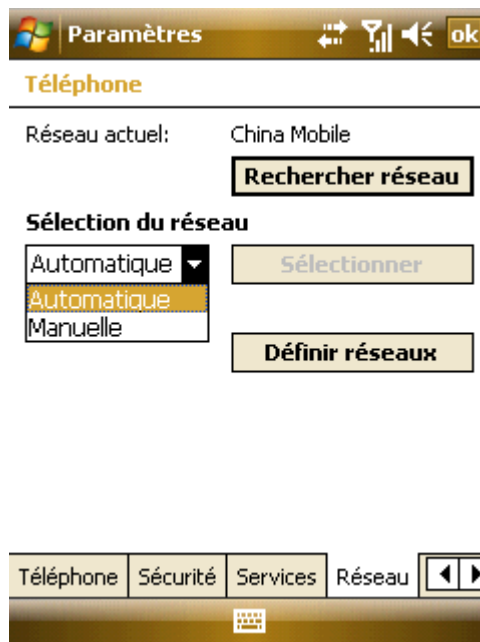 Paramètres ok
Téléphone
Réseau actuel: China Mobile
Rechercher réseau
Sélection du réseau
Automatique Sélectionner
Automatique
Manuelle
Définir réseaux
Téléphone Sécurité Services Réseau